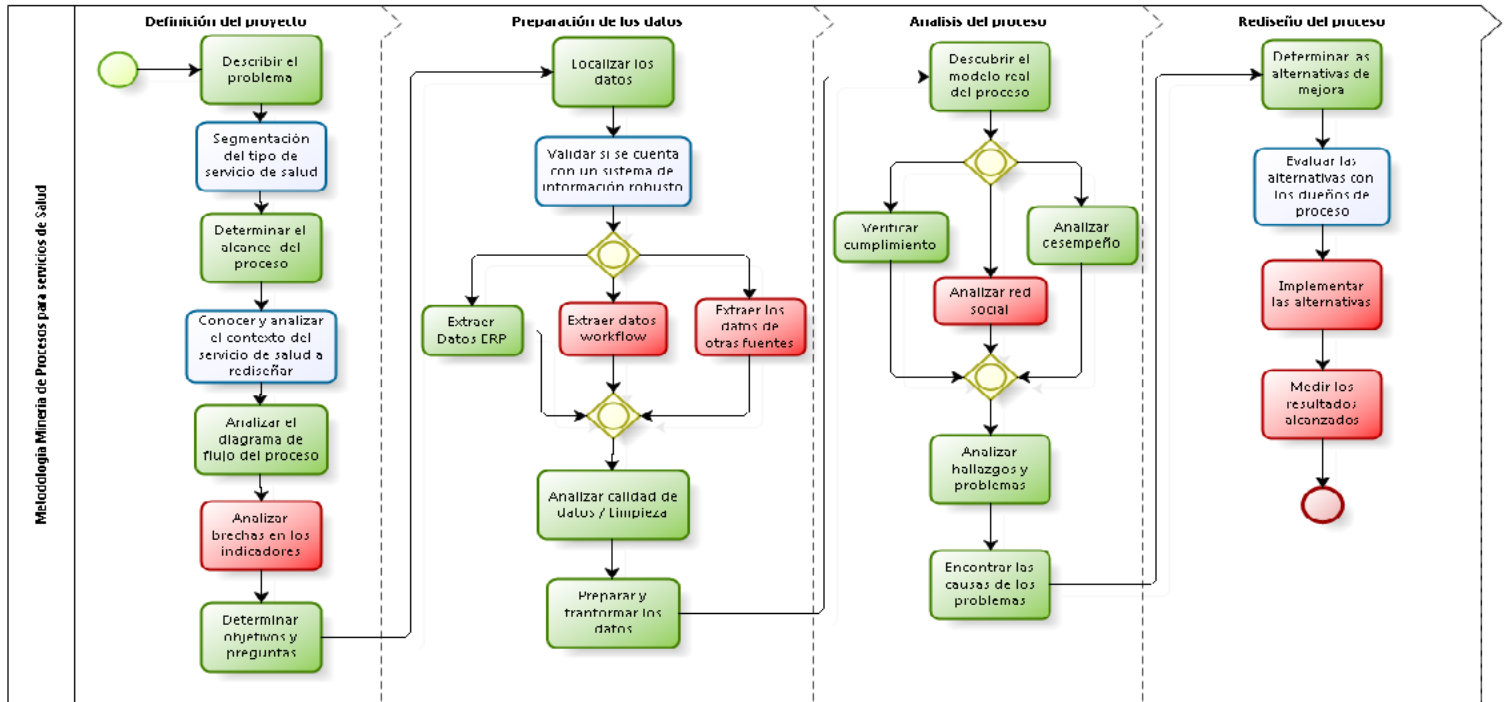 Metodología Minería de Procesos para servicios de Salud
Definición del proyecto
Describir el
problema
Segmentación
del tipo de
servicio de salud
Determinar el
alcance del
proceso
Conocer y analizar
el contexto del
servicio de salud a
rediseñar
Analizar el
diagrama de
flujo del proceso
Analizar
brechas en los
indicadores
Determinar
objetivos y
preguntas
Preparación de los datos
Localizar los
datos
Validar si se cuenta
con un sistema de
información robusto
Extraer
Datos ERP
Extraer datos
workflow
Extraer los
datos de
otras fuentes
Analizar calidad de
datos / Limpieza
Preparar y
tranformar los
datos
Analisis del proceso
Descubrir el
modelo real
del proceso
Verificar
cumplimiento
Analizar red
social
Analizar
desempeño
Analizar
hallazgos y
problemas
Encontrar las
causas de los
problemas
Rediseño del proceso
Determinar las
alternativas de
mejora
Evaluar las
alternativas con
los dueños de
proceso
Implementar
las alternativas
Medir los
resultados
alcanzados